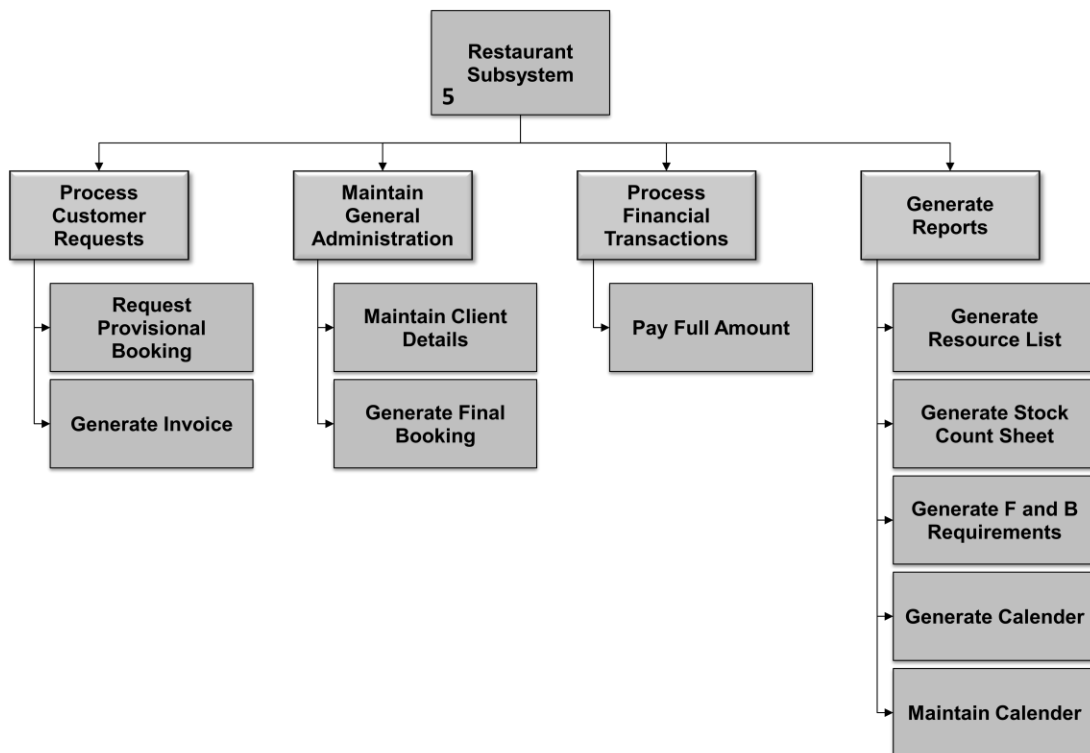 Restaurant
Subsystem
5
Process
Customer
Requests
Maintain
General
Administration
Process
Financial
Transactions
Generate
Reports
Request
Provisional
Booking
Generate Invoice
Maintain Client
Details
Generate Final
Booking
Pay Full Amount
Generate
Resource List
Generate Stock
Count Sheet
Generate F and B
Requirements
Generate Calender
Maintain Calender